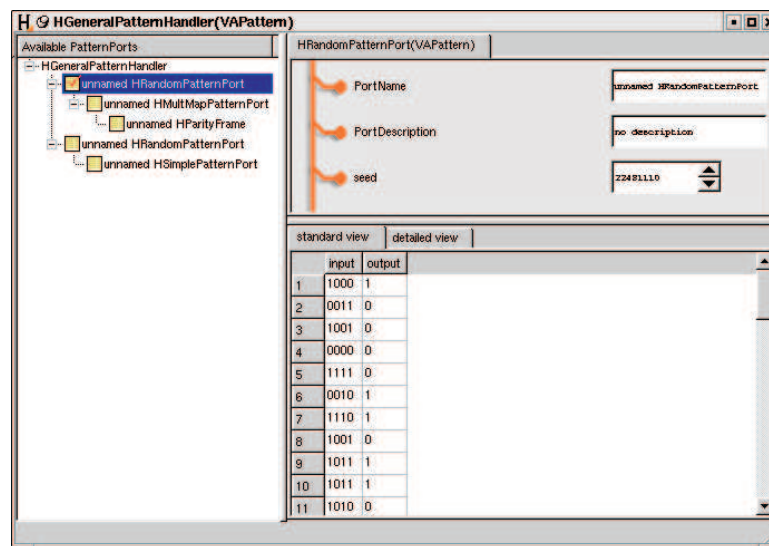 H HGeneralPatternHandler(VAPattern)
Available PatternPorts
HGeneralPatternHandler
unnamed HRandomPatternPort
unnamed HMultMapPatternPort
unnamed HParityFrame
unnamed HRandomPatternPort
unnamed HSimplePatternPort
HRandomPatternPort(VAPattern)
PortName unnamed HRandomPatternPort
PortDescription no description
seed 22481110
standard view detailed view
input output
1 1000 1
2 0011 0
3 1001 0
4 0000 0
5 1111 0
6 0010 1
7 1110 1
8 1001 0
9 1011 1
10 1011 1
11 1010 0